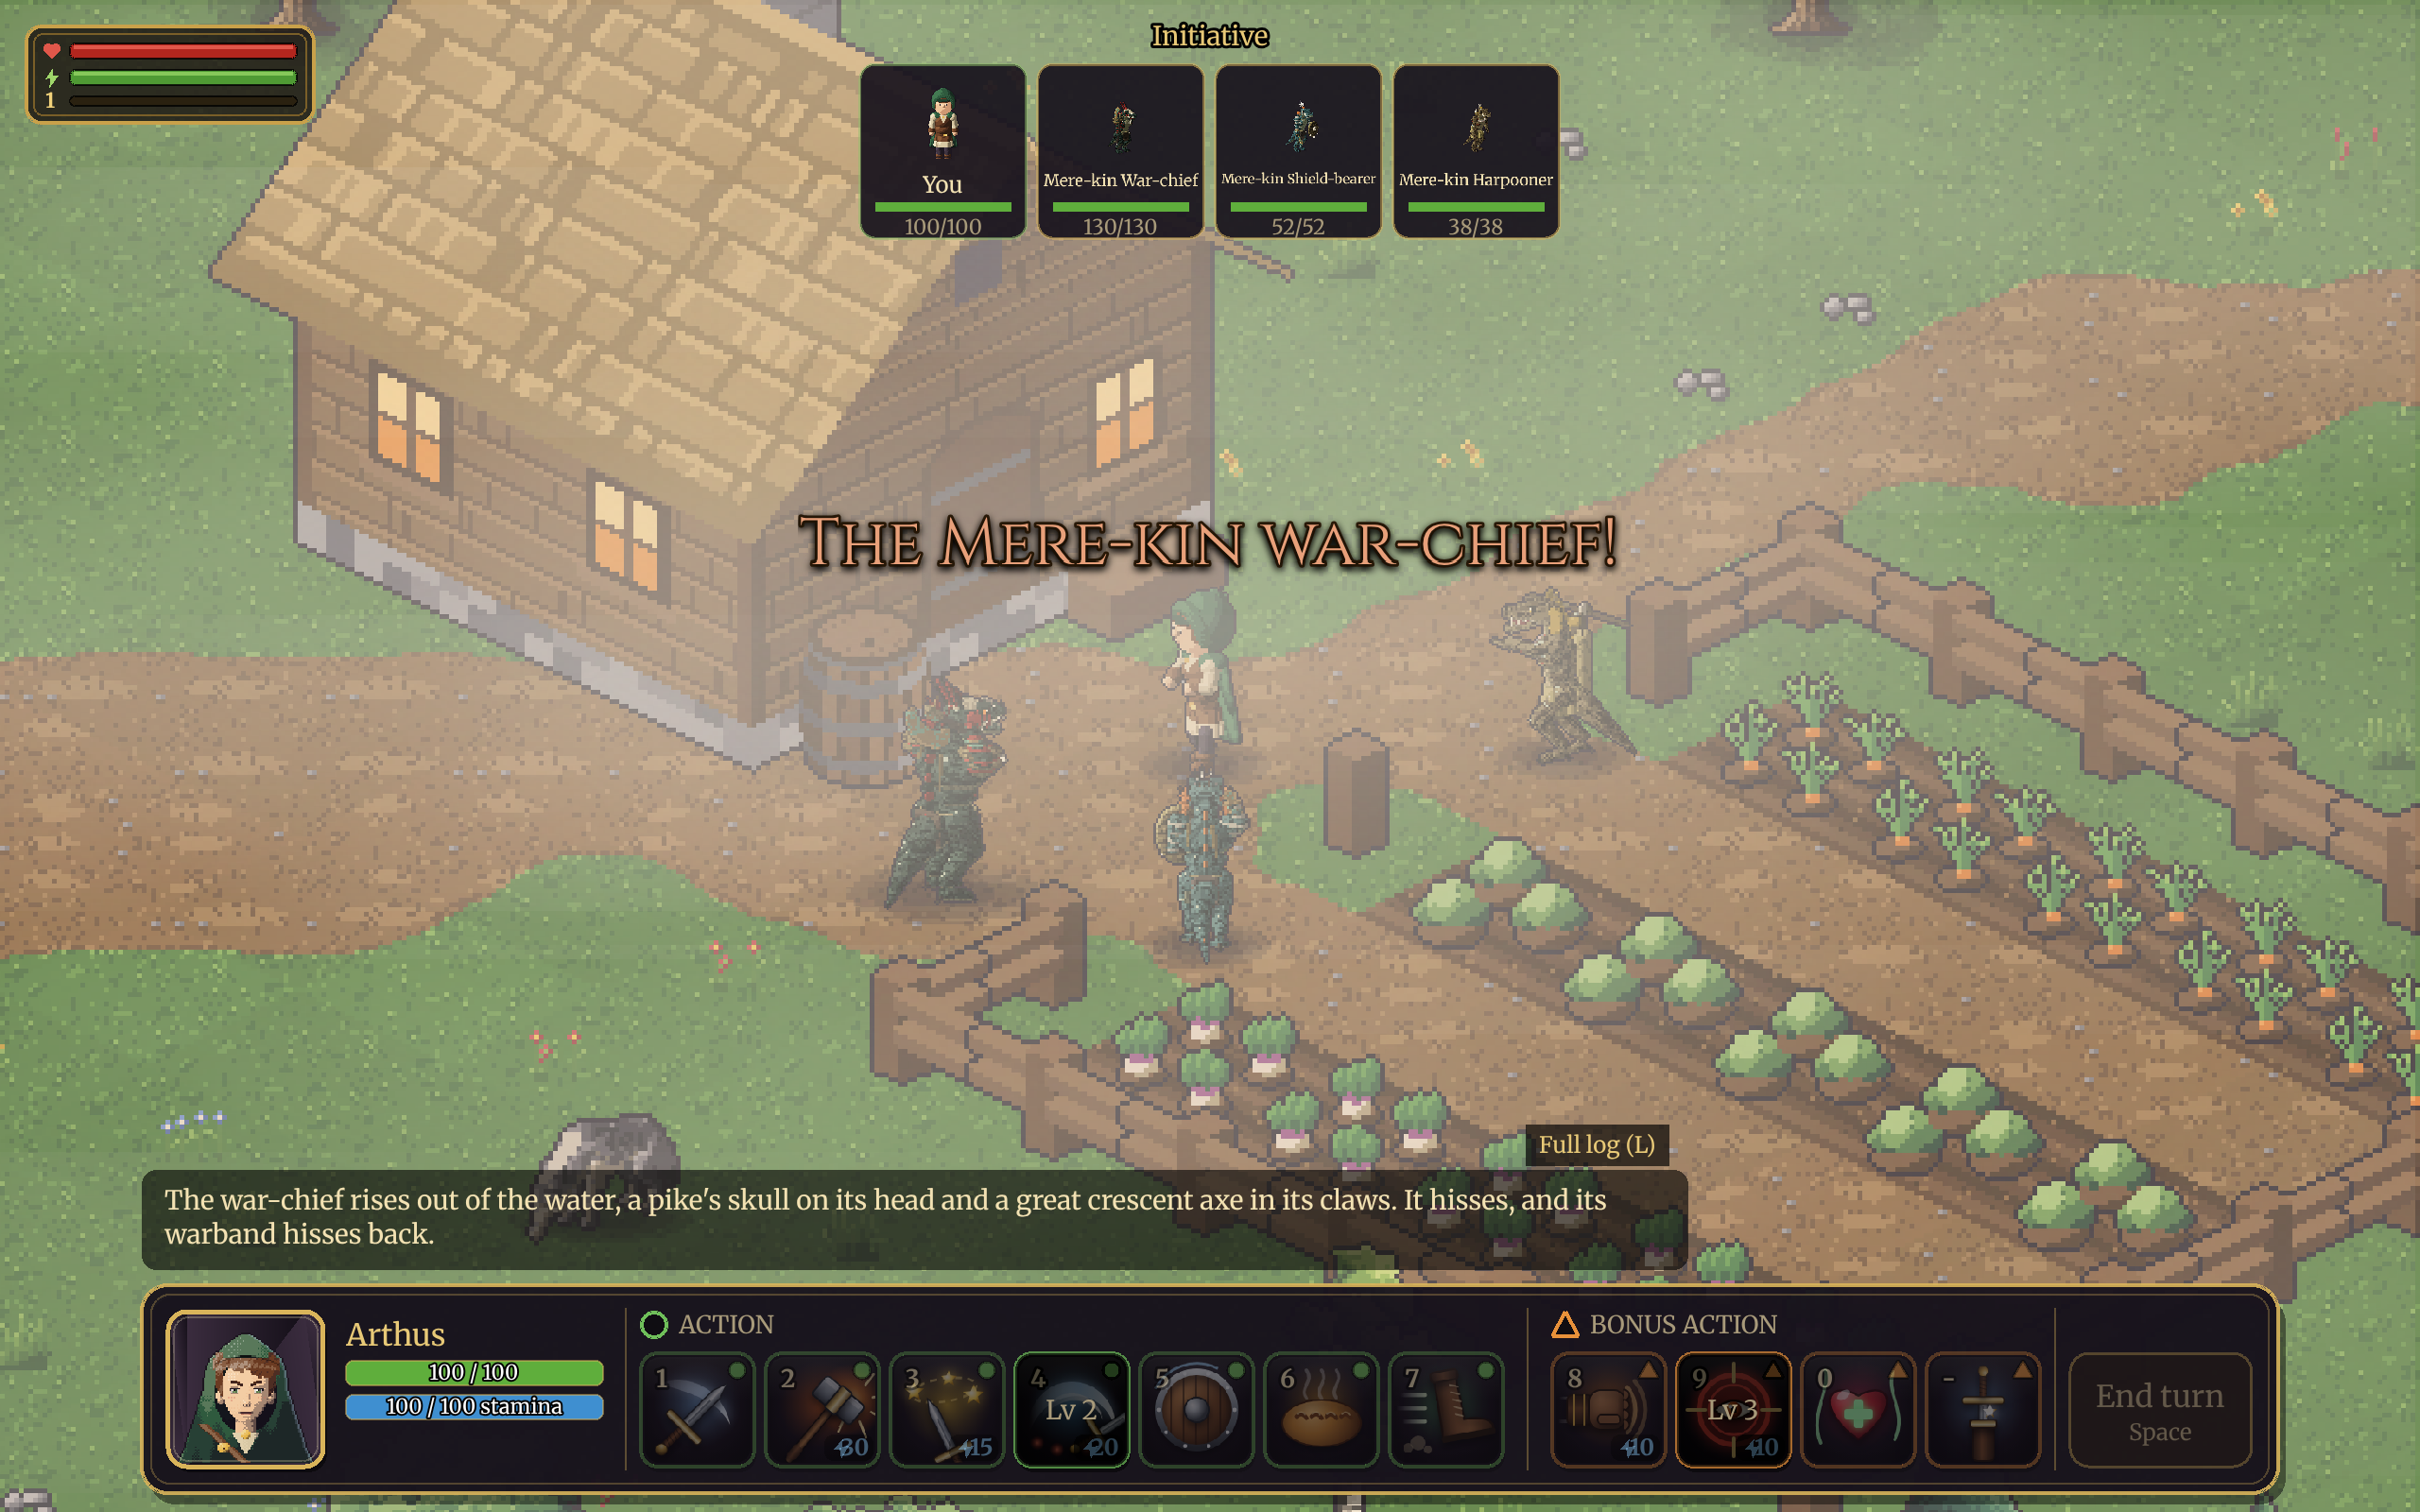 Initiative
1
You
100/100
Mere-kin War-chief
130/130
Mere-kin Shield-bearer
52/52
Mere-kin Harpooner
38/38
The Mere-kin war-chief!
Full log (L)
The war-chief rises out of the water, a pike's skull on its head and a great crescent axe in its claws. It hisses, and its
warband hisses back.
Arthus
100 / 100
100 / 100 stamina
ACTION
1
2
30
3
15
4
Lv 2
20
5
6
7
BONUS ACTION
8
10
9
Lv 3
10
0
-
End turn
Space